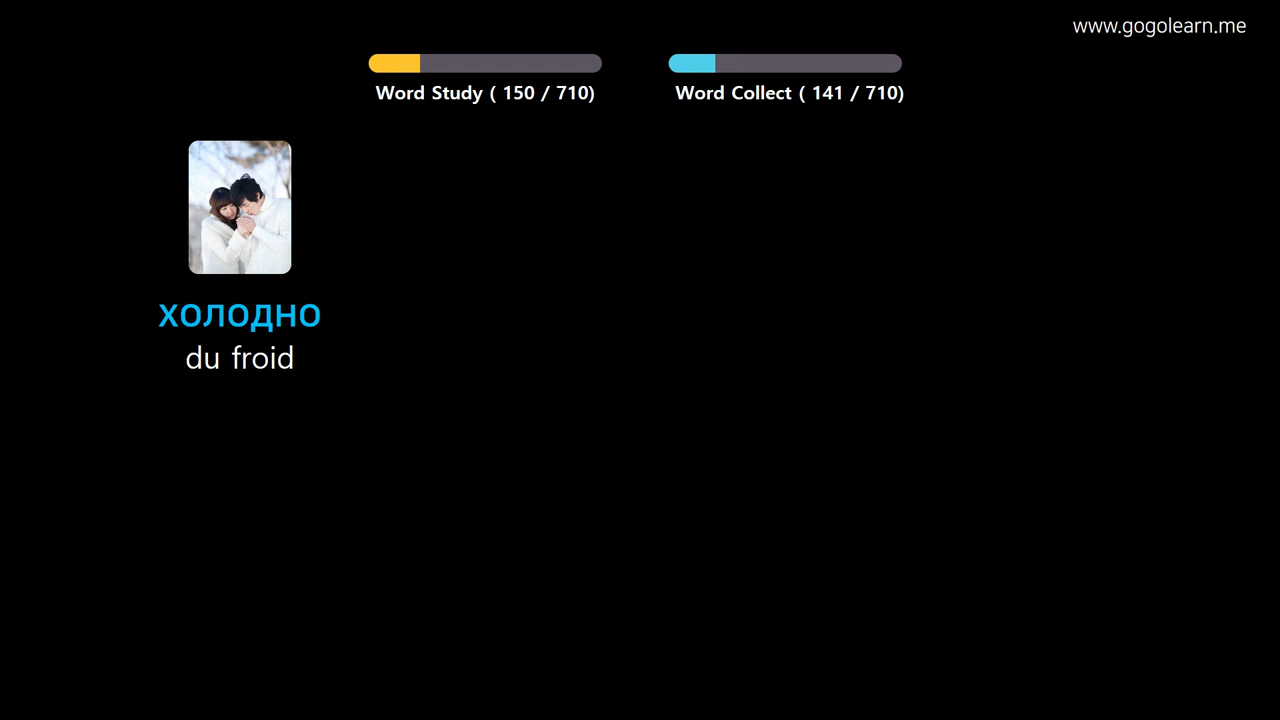 www.gogolearn.me
Word Study ( 150 / 710)
Word Collect ( 141 / 710)
холодно
du froid